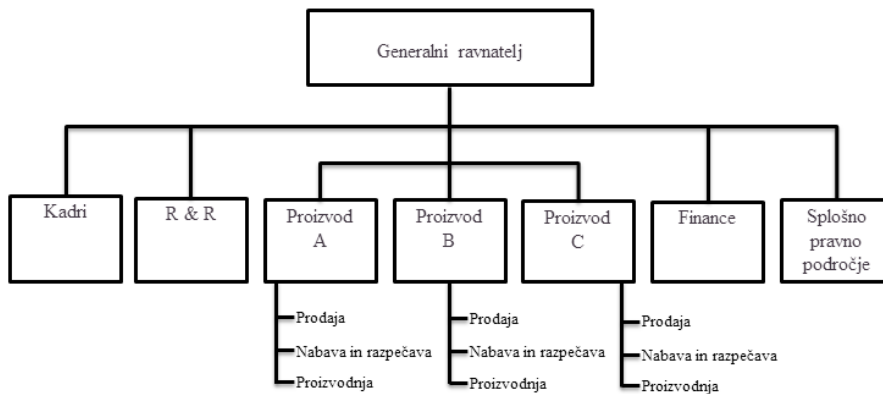 Generalni ravnatelj
Kadri
R & R
Proizvod
A
Proizvod
B
Proizvod
C
Finance
Splošno
pravno
področje
Prodaja
Nabava in razpečava
Proizvodnja
Prodaja
Nabava in razpečava
Proizvodnja
Prodaja
Nabava in razpečava
Proizvodnja